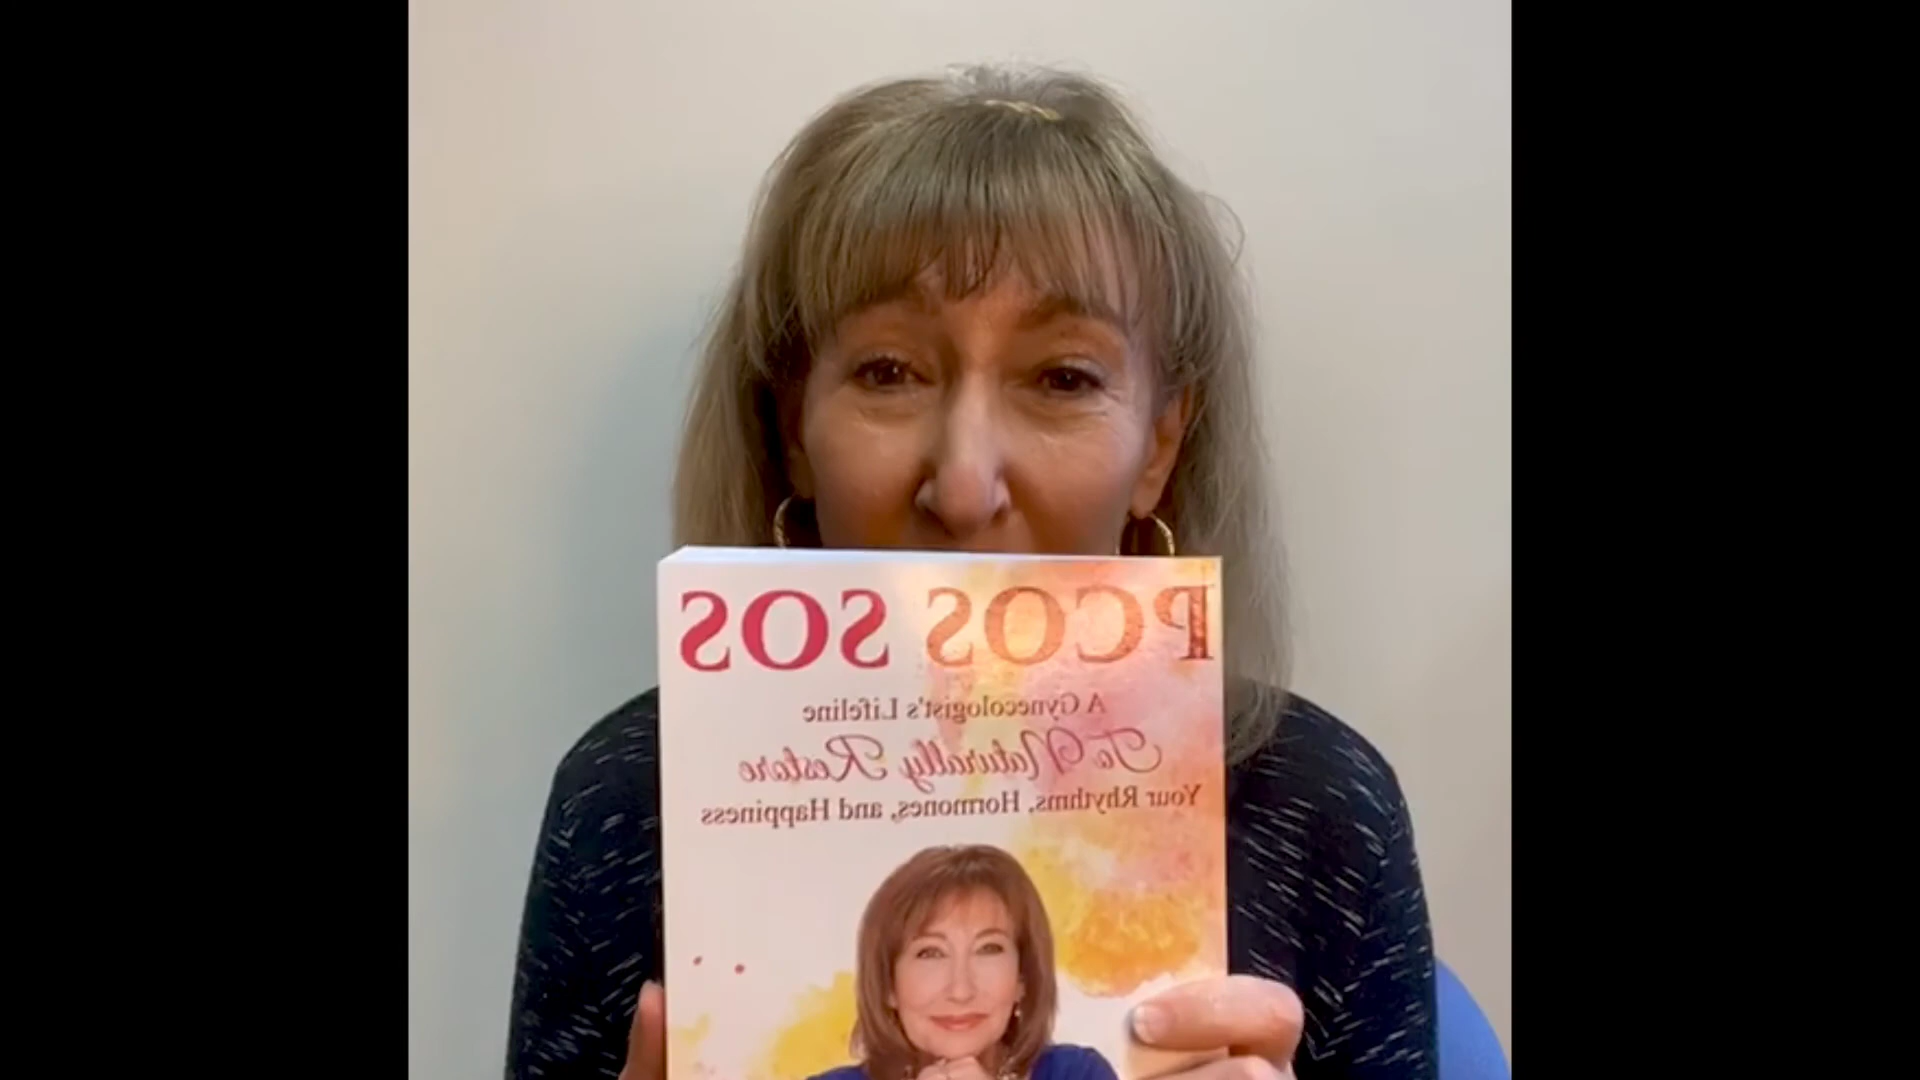 PCOS SOS
A Gynecologist's Lifeline
To Naturally Restore
Your Rhythms, Hormones, and Happiness